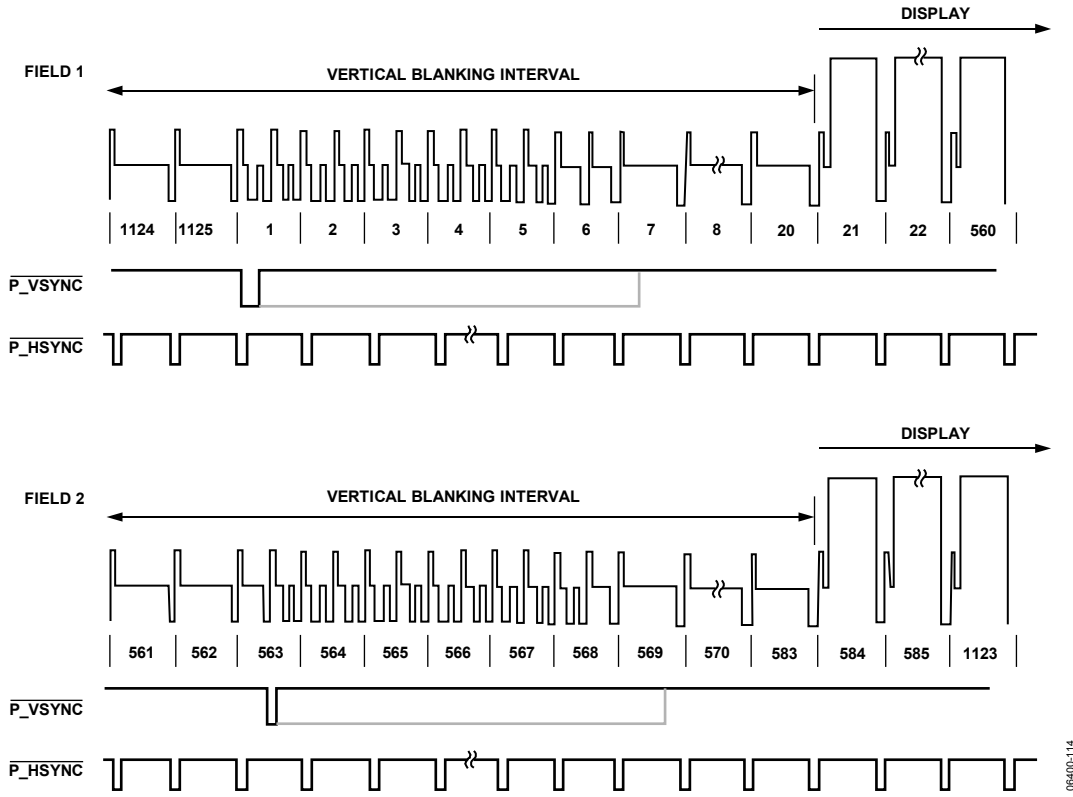 DISPLAY
FIELD 1
VERTICAL BLANKING INTERVAL
1124 1125 1 2 3 4 5 6 7 8 20 21 22 560
P_VSYNC
P_HSYNC
DISPLAY
FIELD 2
VERTICAL BLANKING INTERVAL
561 562 563 564 565 566 567 568 569 570 583 584 585 1123
P_VSYNC
P_HSYNC
06400-114